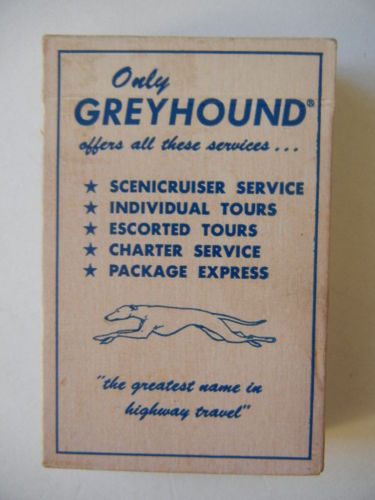 Only
GREYHOUND®
offers all these services...
★ SCENICRUISER SERVICE
★ INDIVIDUAL TOURS
★ ESCORTED TOURS
★ CHARTER SERVICE
★ PACKAGE EXPRESS
"the greatest name in
highway travel"